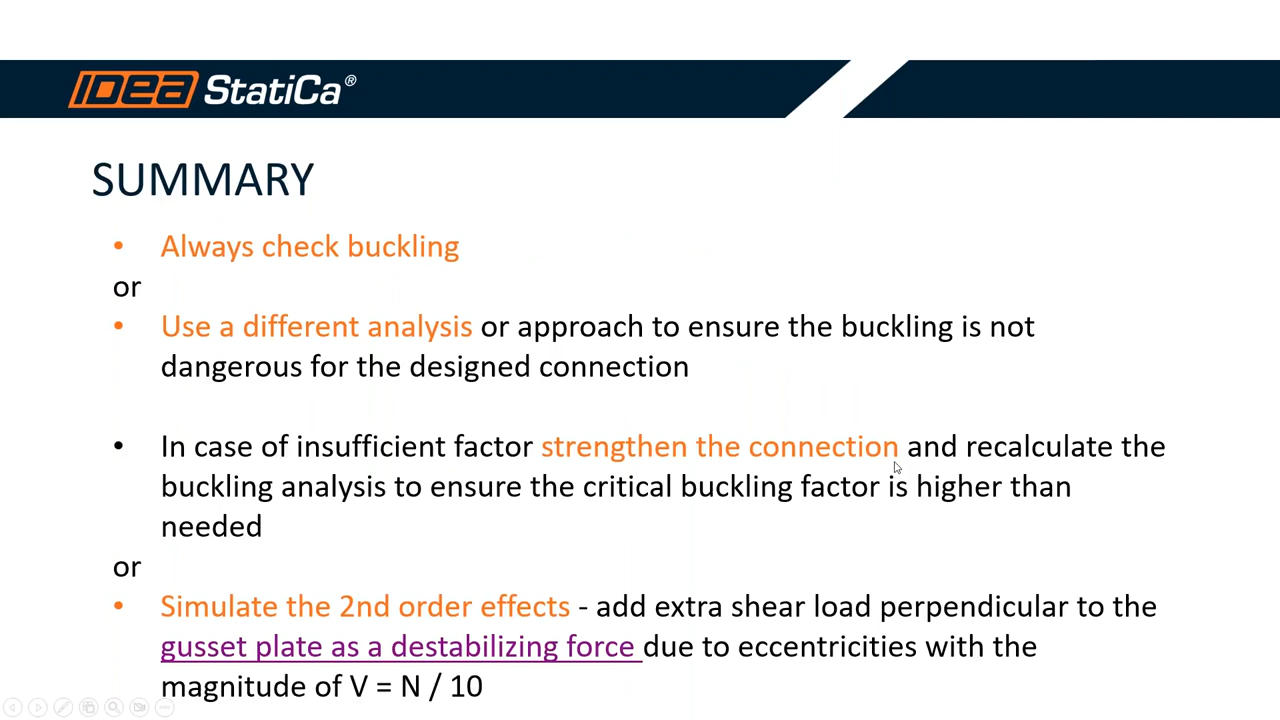 IDEA StatiCa®
SUMMARY
• Always check buckling
or
• Use a different analysis or approach to ensure the buckling is not
dangerous for the designed connection
• In case of insufficient factor strengthen the connection and recalculate the
buckling analysis to ensure the critical buckling factor is higher than
needed
or
• Simulate the 2nd order effects - add extra shear load perpendicular to the
gusset plate as a destabilizing force due to eccentricities with the
magnitude of V = N / 10